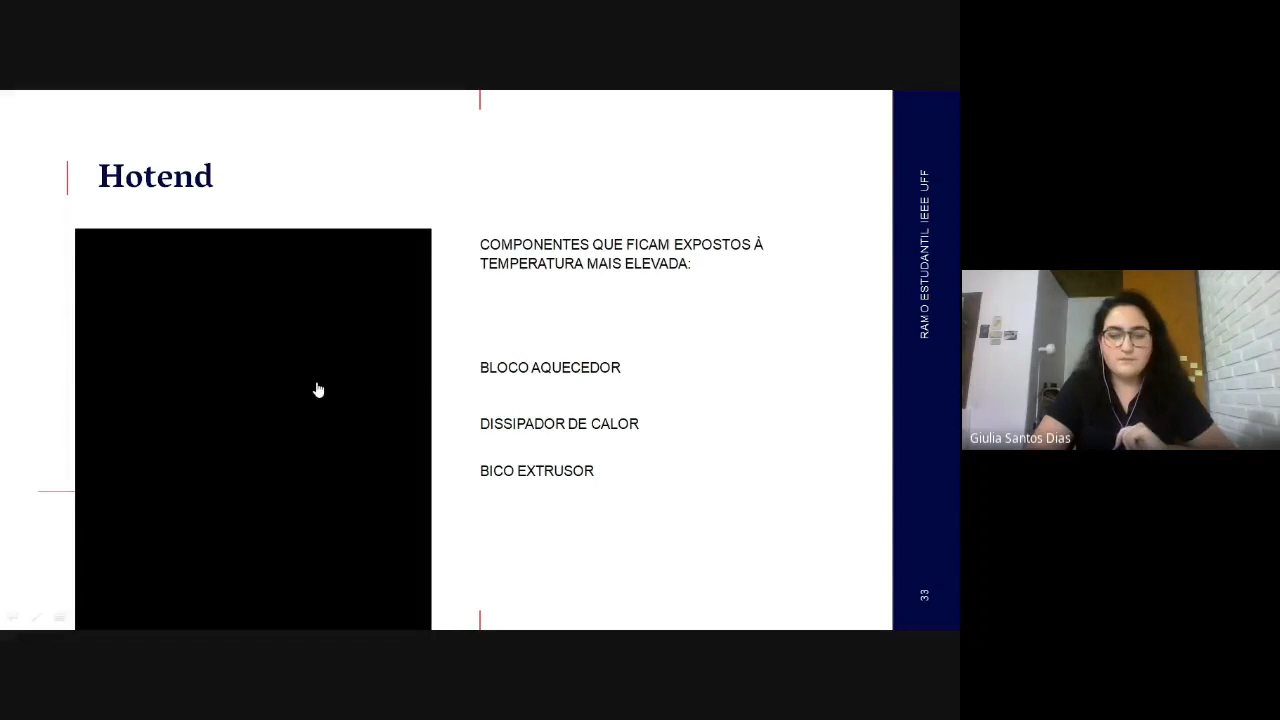 Hotend
COMPONENTES QUE FICAM EXPOSTOS À
TEMPERATURA MAIS ELEVADA:
BLOCO AQUECEDOR
DISSIPADOR DE CALOR
BICO EXTRUSOR
RAMO ESTUDANTIL IEEE UFF
33
Giulia Santos Dias